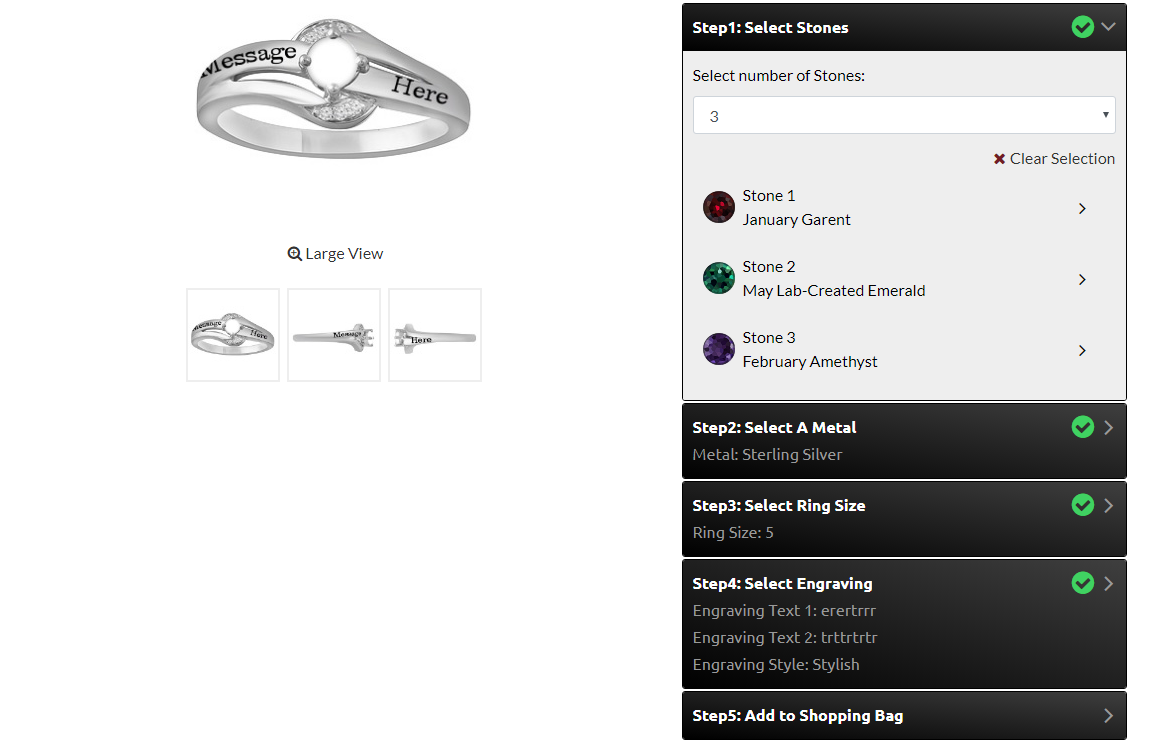 Message
Here
Large View
Message
Here
Message
Here
Step1: Select Stones
Select number of Stones:
3
Clear Selection
Stone 1
January Garent
Stone 2
May Lab-Created Emerald
Stone 3
February Amethyst
Step2: Select A Metal
Metal: Sterling Silver
Step3: Select Ring Size
Ring Size: 5
Step4: Select Engraving
Engraving Text 1: erertrrr
Engraving Text 2: trttrtrtr
Engraving Style: Stylish
Step5: Add to Shopping Bag